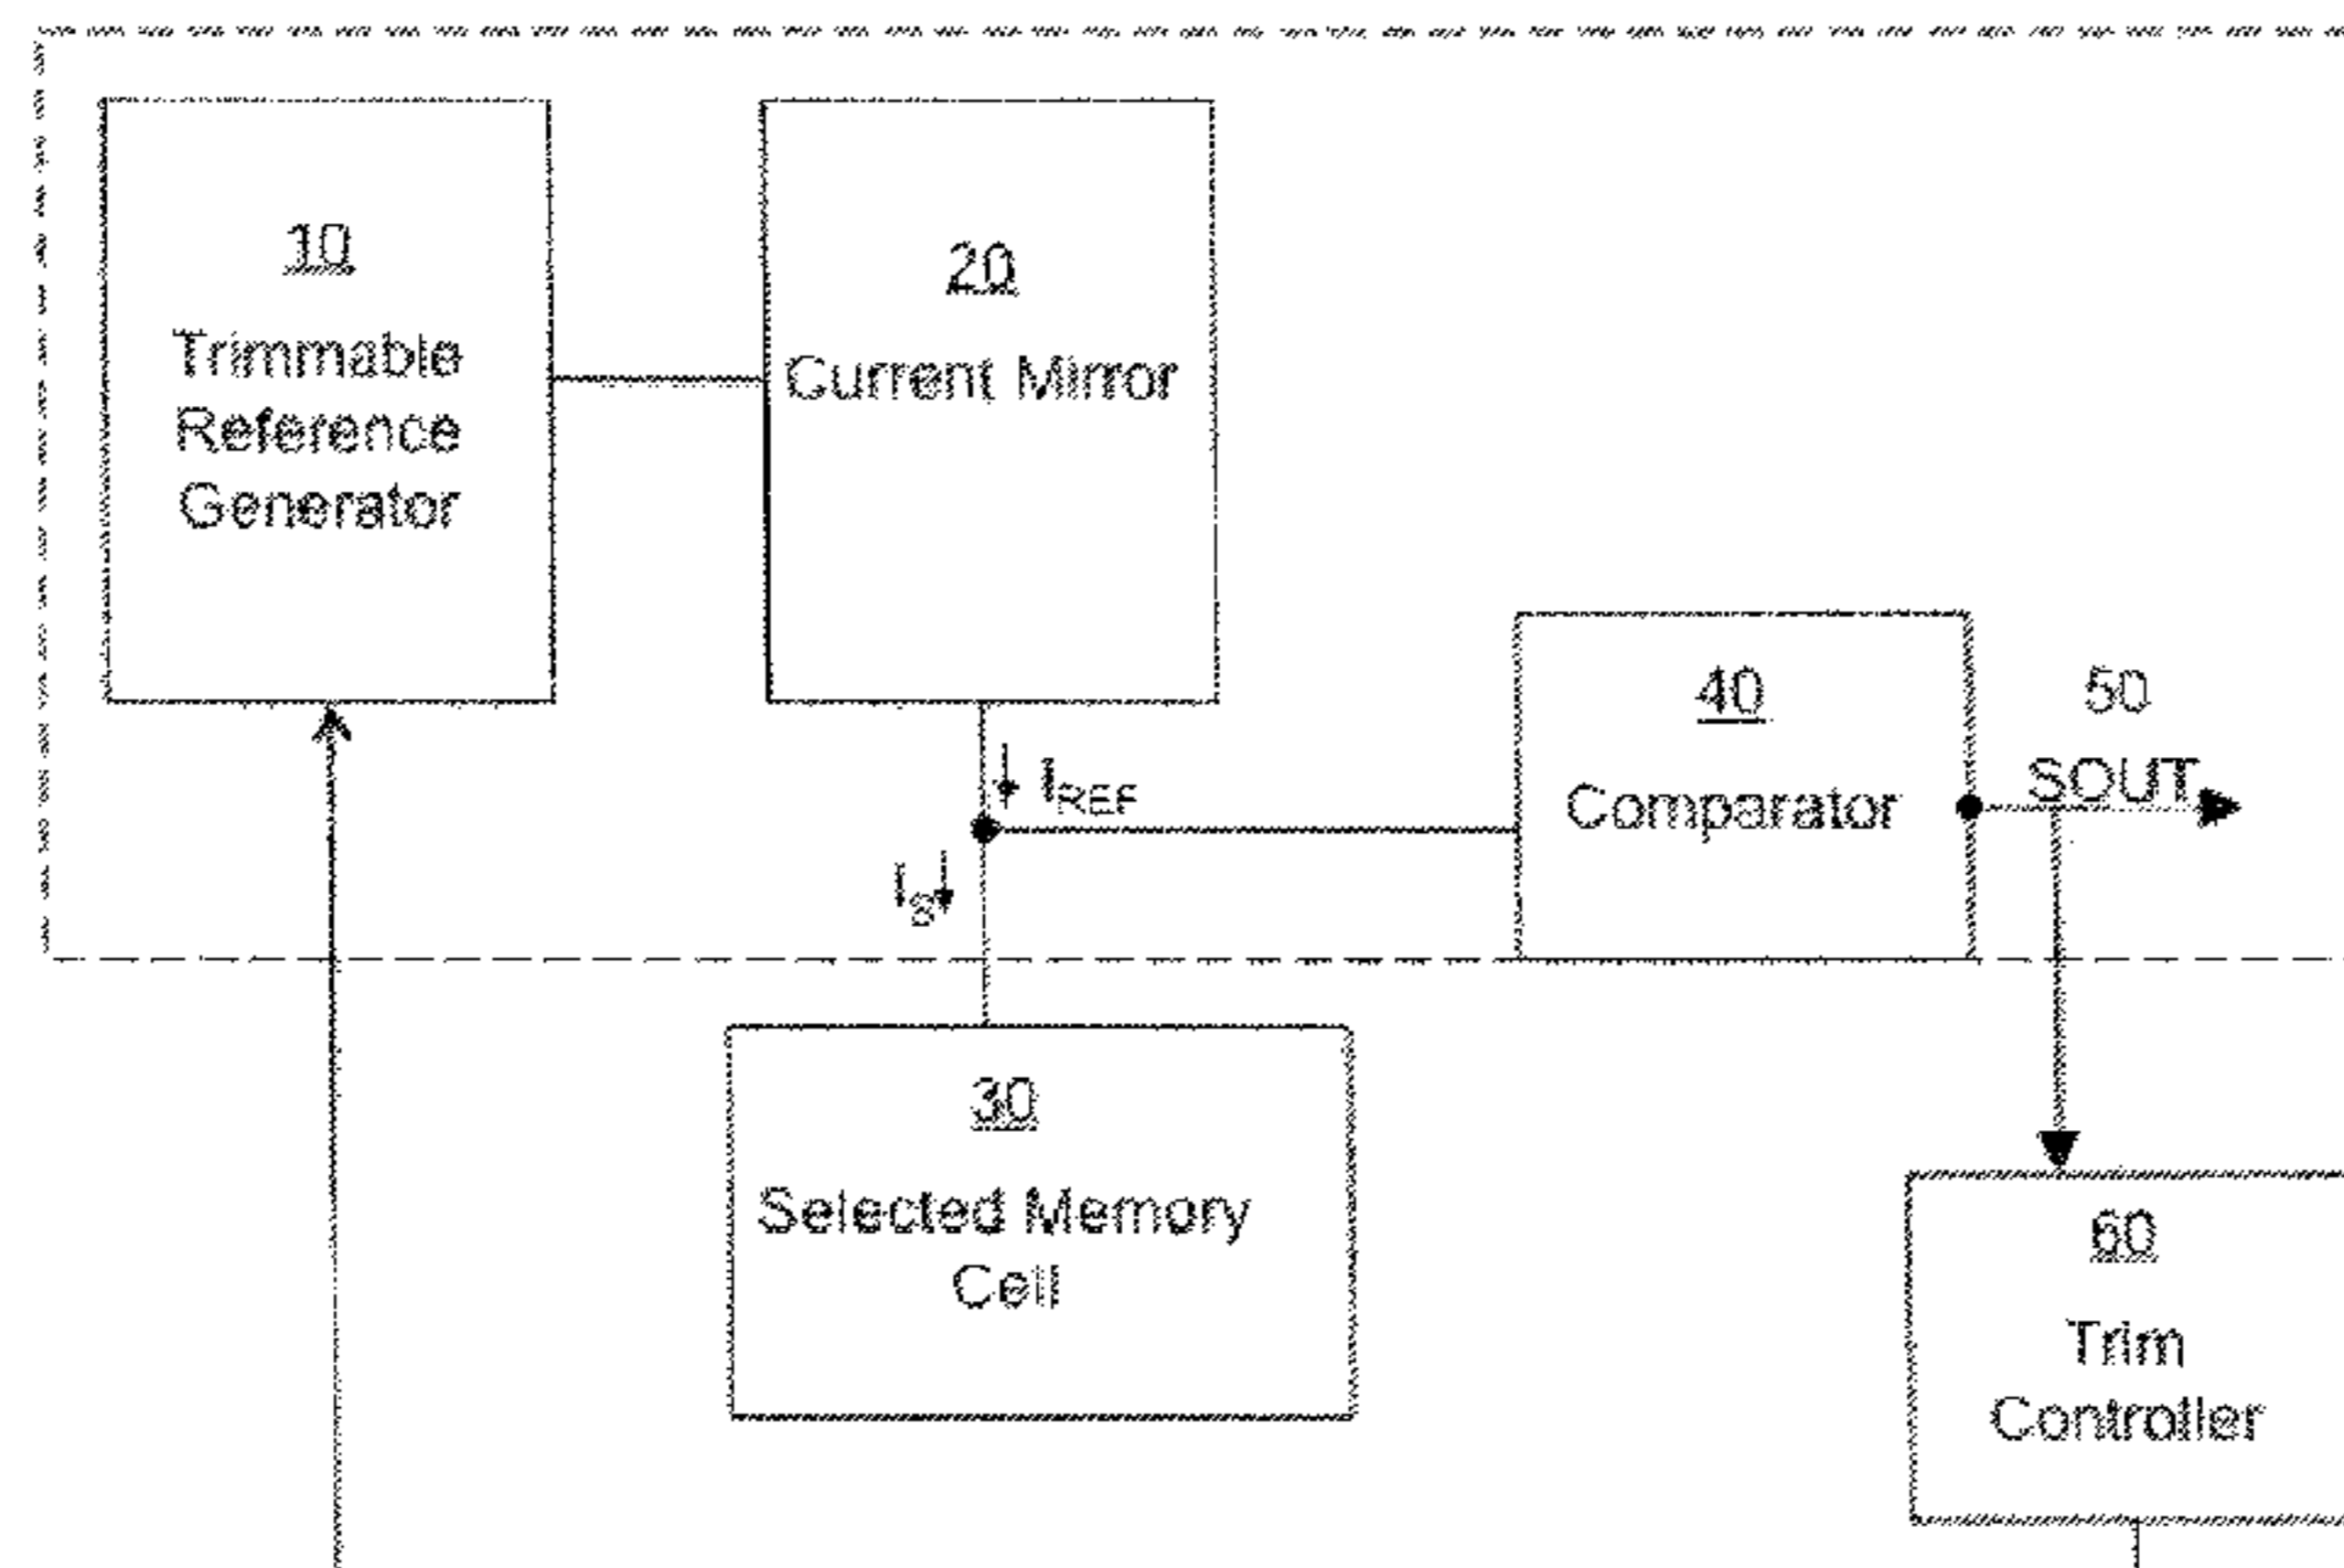 10
Trimmable
Reference
Generator
20
Current Mirror
40
Comparator
50
SOUT
IREF
IS
30
Selected Memory
Cell
60
Trim
Controller